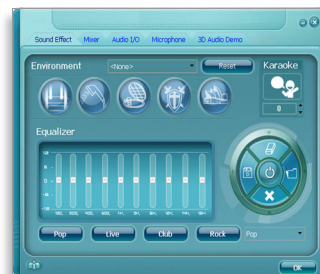 Sound Effect Mixer Audio I/O Microphone 3D Audio Demo
Environment <None> Reset Karaoke
0
Equalizer
Pop Live Club Rock Pop
OK